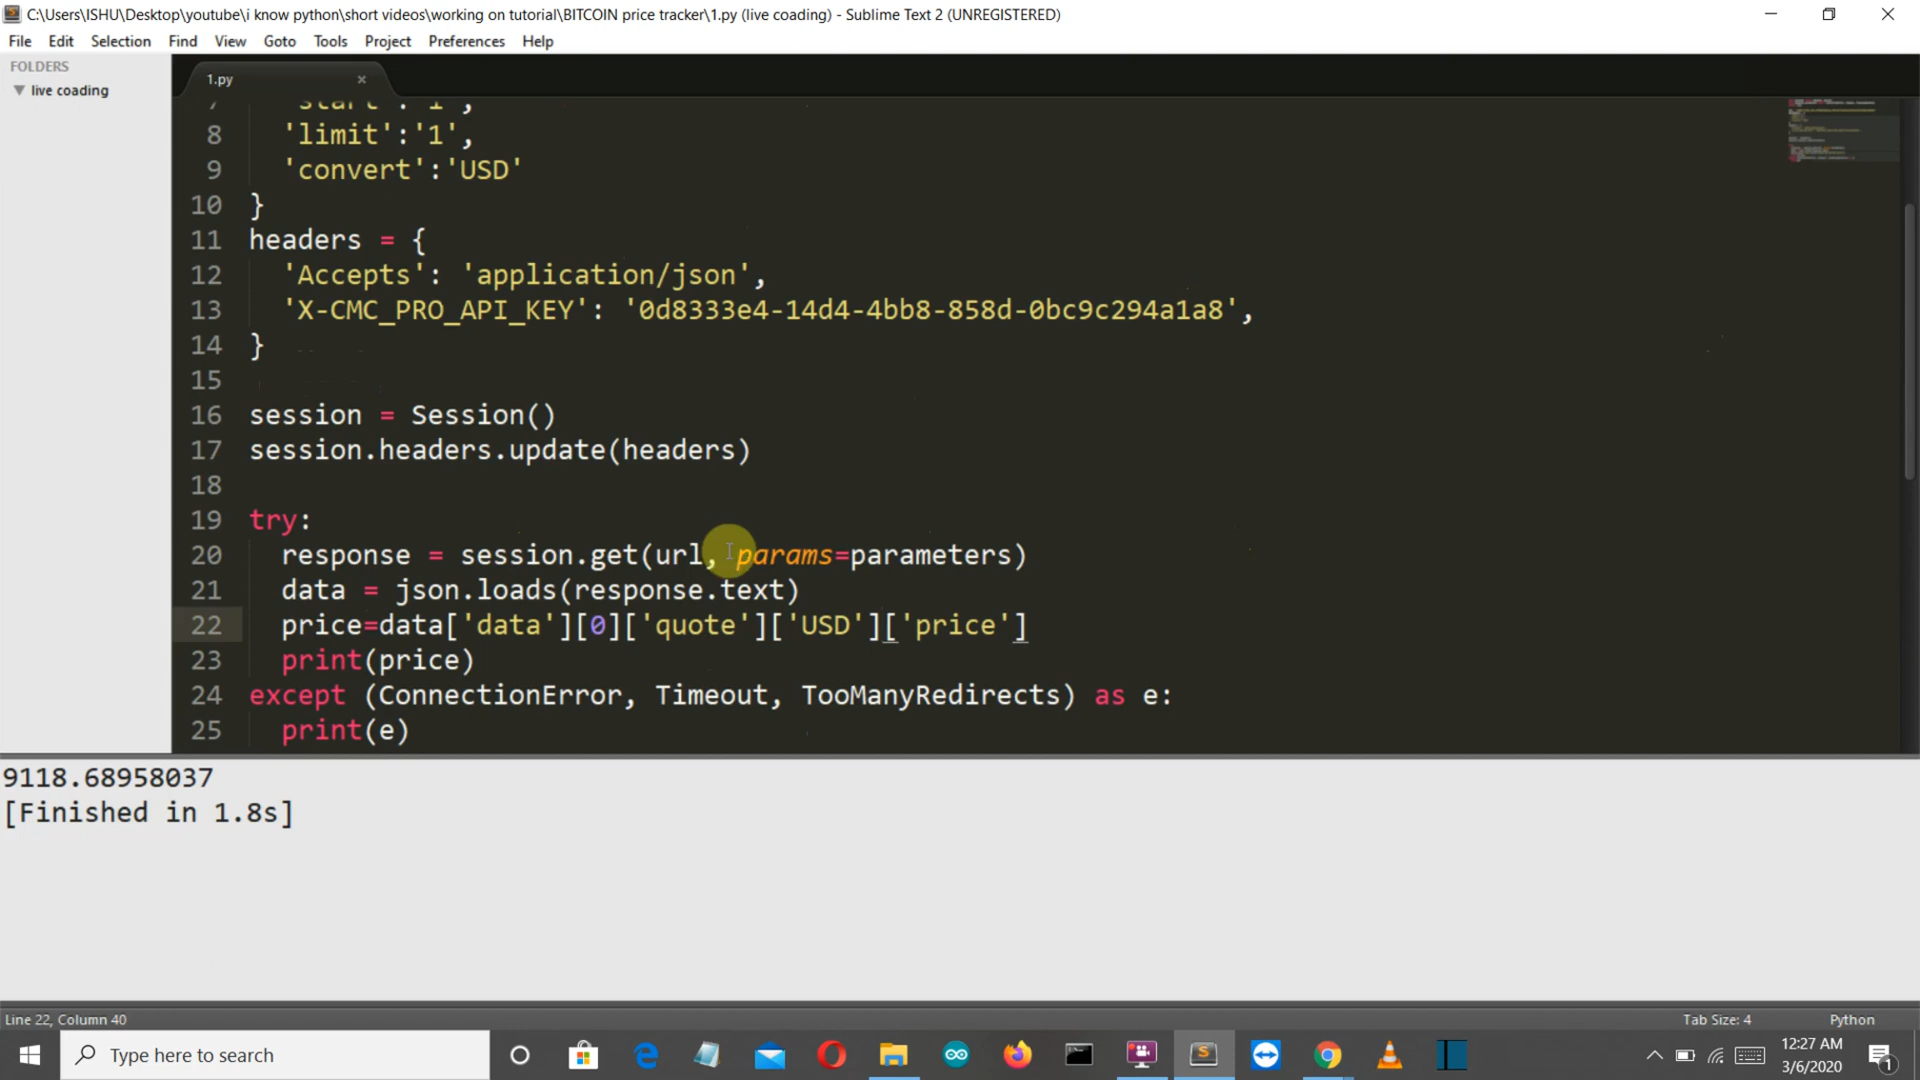 C:\Users\ISHU\Desktop\youtube\i know python\short videos\working on tutorial\BITCOIN price tracker\1.py (live coading) - Sublime Text 2 (UNREGISTERED)
File Edit Selection Find View Goto Tools Project Preferences Help
FOLDERS
live coading
1.py
7 'start':'1',
8 'limit':'1',
9 'convert':'USD'
10 }
11 headers = {
12 'Accepts': 'application/json',
13 'X-CMC_PRO_API_KEY': '0d8333e4-14d4-4bb8-858d-0bc9c294a1a8',
14 }
15
16 session = Session()
17 session.headers.update(headers)
18
19 try:
20 response = session.get(url, params=parameters)
21 data = json.loads(response.text)
22 price=data['data'][0]['quote']['USD']['price']
23 print(price)
24 except (ConnectionError, Timeout, TooManyRedirects) as e:
25 print(e)
9118.68958037
[Finished in 1.8s]
Line 22, Column 40
Tab Size: 4
Python
Type here to search
12:27 AM
3/6/2020
1